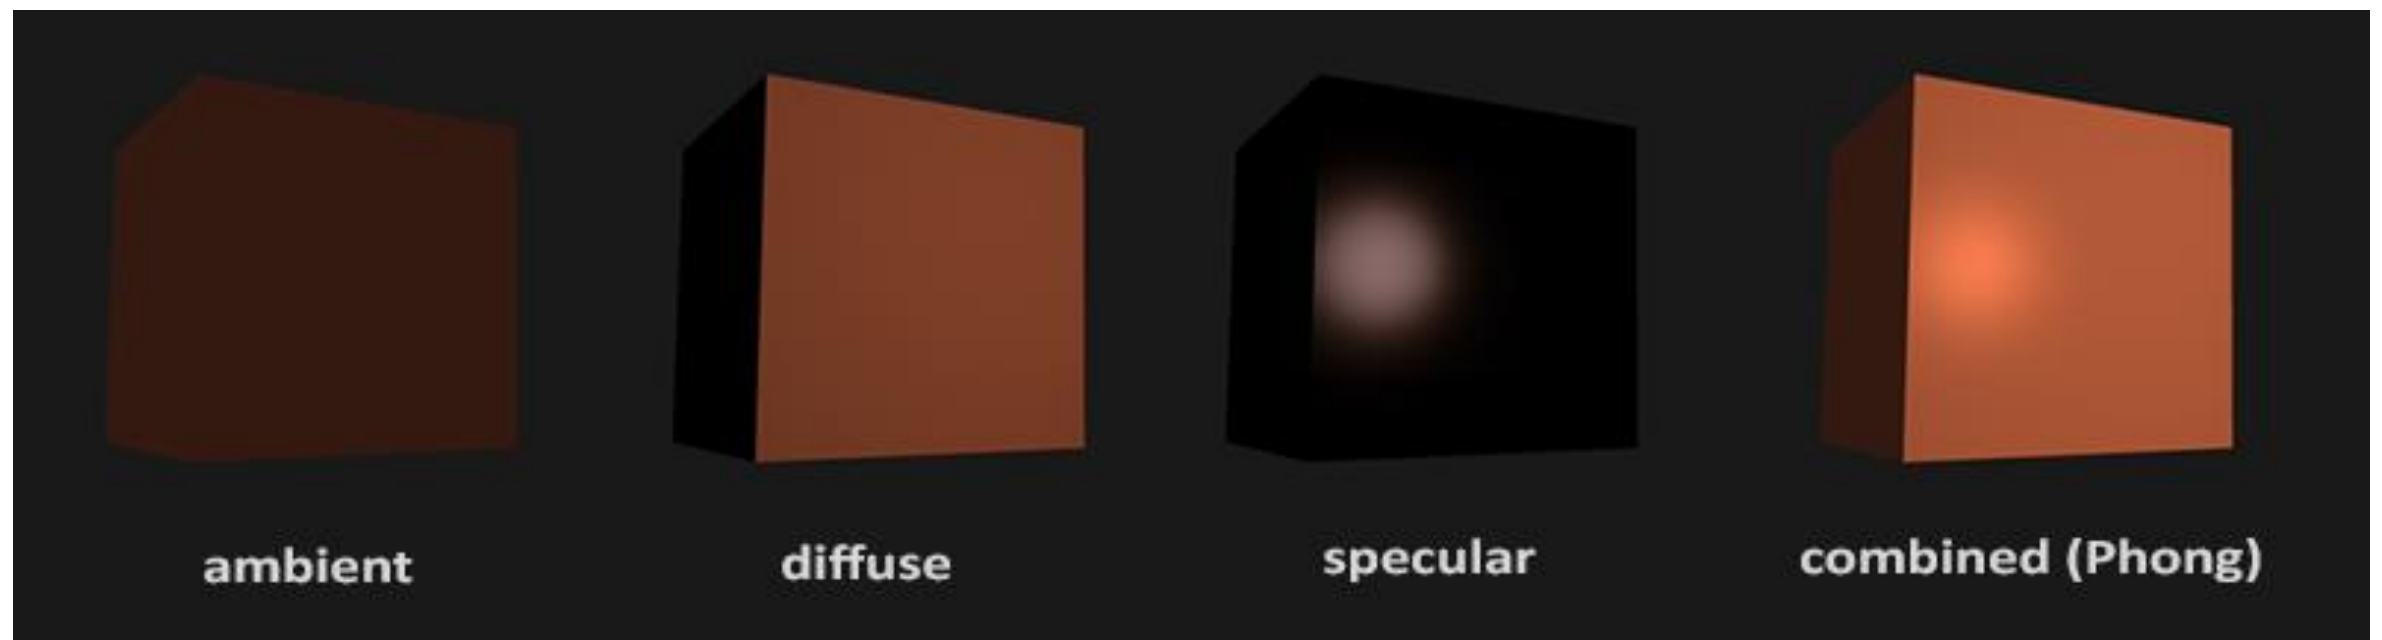 ambient
diffuse
specular
combined (Phong)